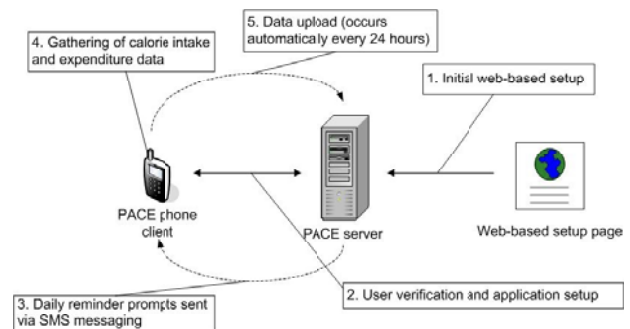 5. Data upload (occurs
automaticaly every 24 hours)
4. Gathering of calorie intake
and expenditure data
1. Initial web-based setup
PACE phone
client
PACE server
Web-based setup page
3. Daily reminder prompts sent
via SMS messaging
2. User verification and application setup